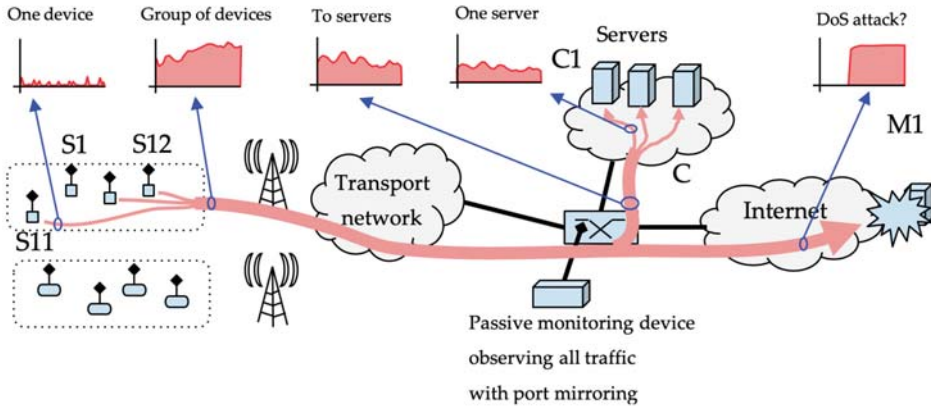 One device
Group of devices
To servers
One server
Servers
DoS attack?
C1
M1
S1
S12
C
Transport
network
Internet
S11
Passive monitoring device
observing all traffic
with port mirroring